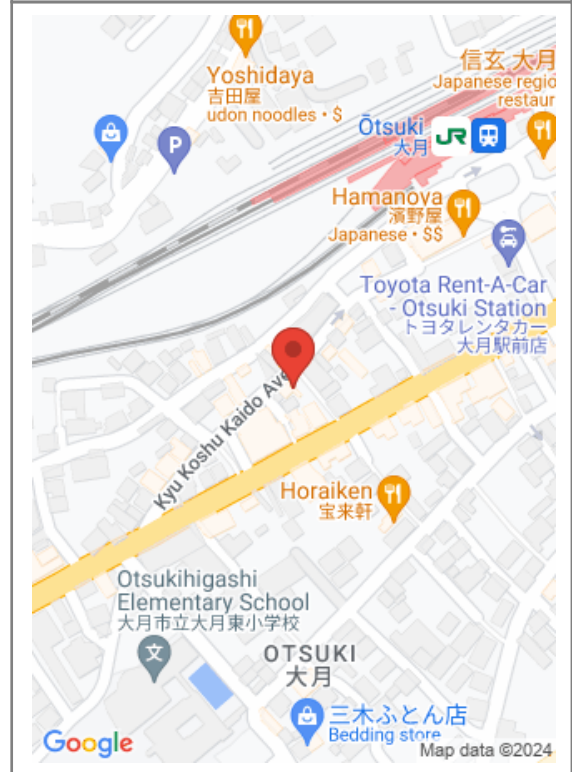 Yoshidaya
吉田屋
udon noodles • $
信玄 大月
Japanese regio
restaur
Ōtsuki
大月
JR
P
Hamanoya
濱野屋
Japanese • $$
Toyota Rent-A-Car
- Otsuki Station
トヨタレンタカー
大月駅前店
Kyu Koshu Kaido Ave
Horaiken
宝来軒
Otsukihigashi
Elementary School
大月市立大月東小学校
文
OTSUKI
大月
三木ふとん店
Bedding store
Google
Map data ©2024